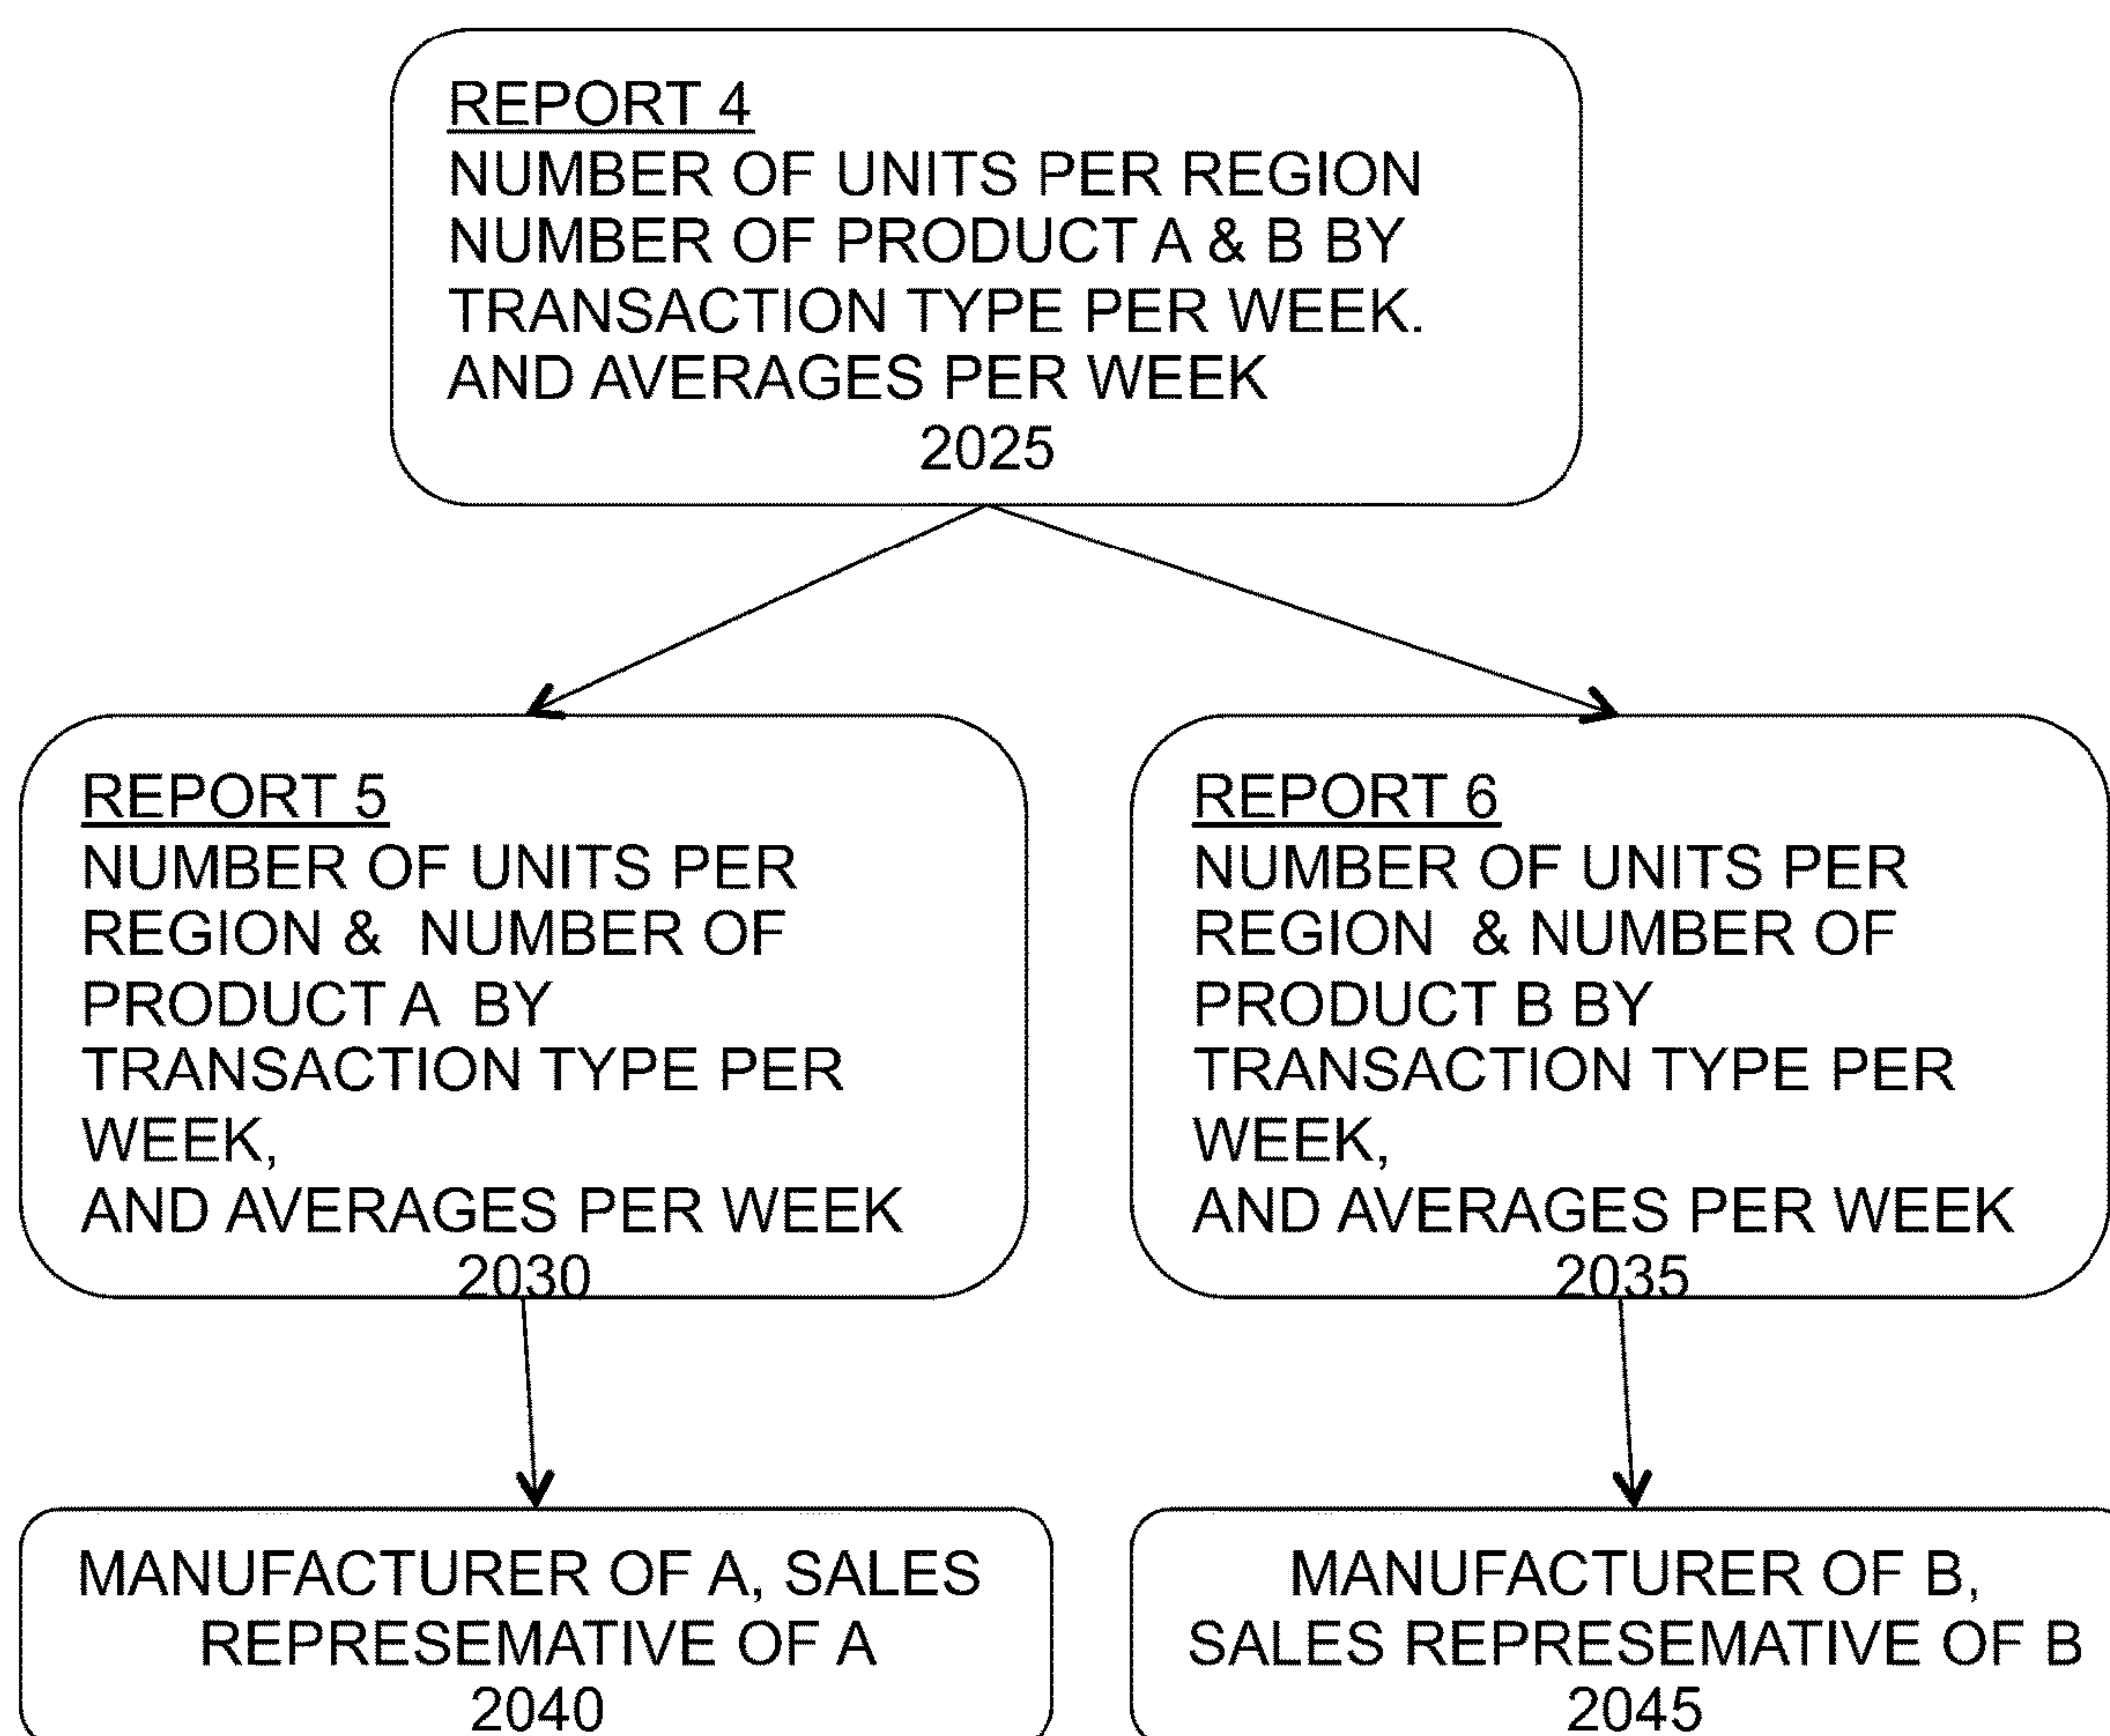 REPORT 4
NUMBER OF UNITS PER REGION
NUMBER OF PRODUCT A & B BY
TRANSACTION TYPE PER WEEK.
AND AVERAGES PER WEEK
2025
REPORT 5
NUMBER OF UNITS PER
REGION & NUMBER OF
PRODUCT A BY
TRANSACTION TYPE PER
WEEK,
AND AVERAGES PER WEEK
2030
REPORT 6
NUMBER OF UNITS PER
REGION & NUMBER OF
PRODUCT B BY
TRANSACTION TYPE PER
WEEK,
AND AVERAGES PER WEEK
2035
MANUFACTURER OF A, SALES
REPRESEMATIVE OF A
2040
MANUFACTURER OF B,
SALES REPRESEMATIVE OF B
2045